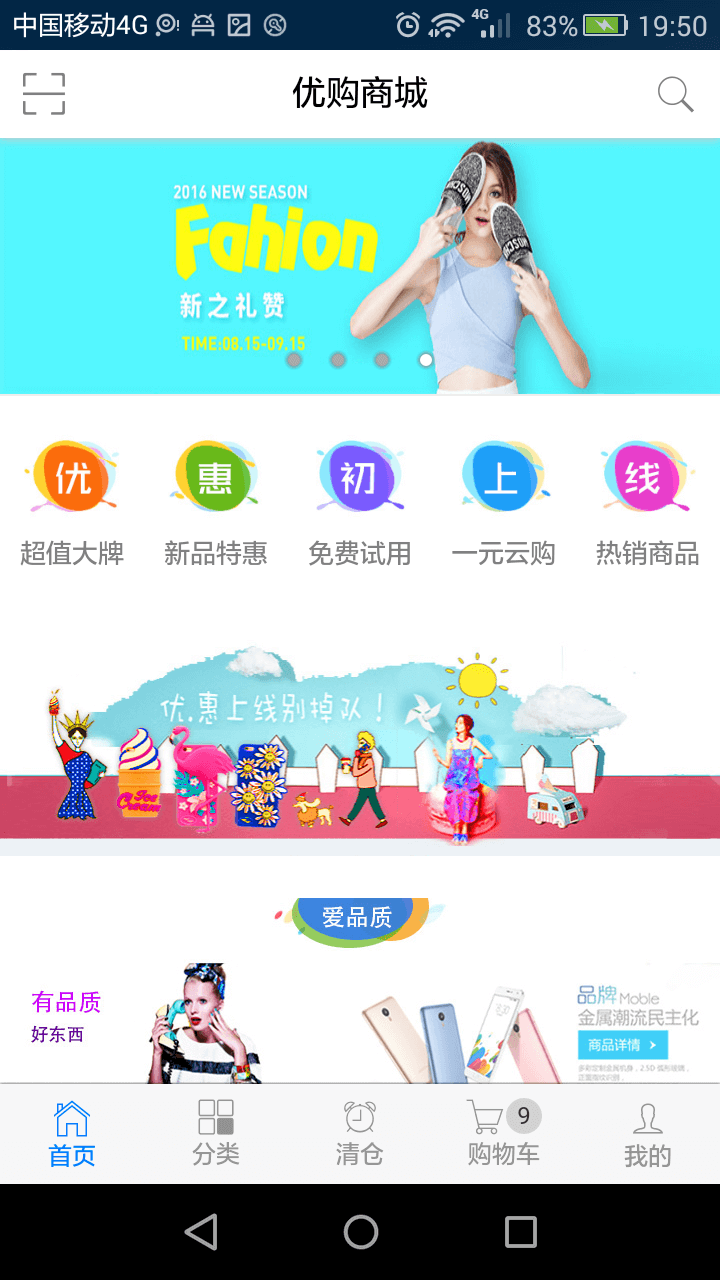 中国移动4G
4G
83%
19:50
优购商城
2016 NEW SEASON
Fahion
新之礼赞
TIME:08.15-09.15
MOSCHINO
优 惠 初 上 线
超值大牌 新品特惠 免费试用 一元云购 热销商品
优.惠上线别掉队！
Ice
Cream
爱品质
有品质
好东西
品牌 Moble
金属潮流民主化
商品详情 >
9
首页 分类 清仓 购物车 我的